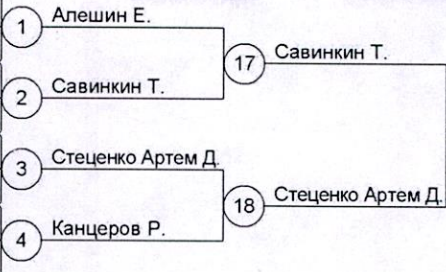 1 Алешин Е.
17 Савинкин Т.
2 Савинкин Т.
3 Стеценко Артем Д.
18 Стеценко Артем Д.
4 Канцеров Р.